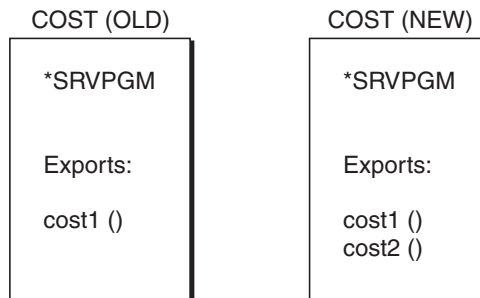 COST (OLD)
*SRVPGM
Exports:
cost1 ()
COST (NEW)
*SRVPGM
Exports:
cost1 ()
cost2 ()